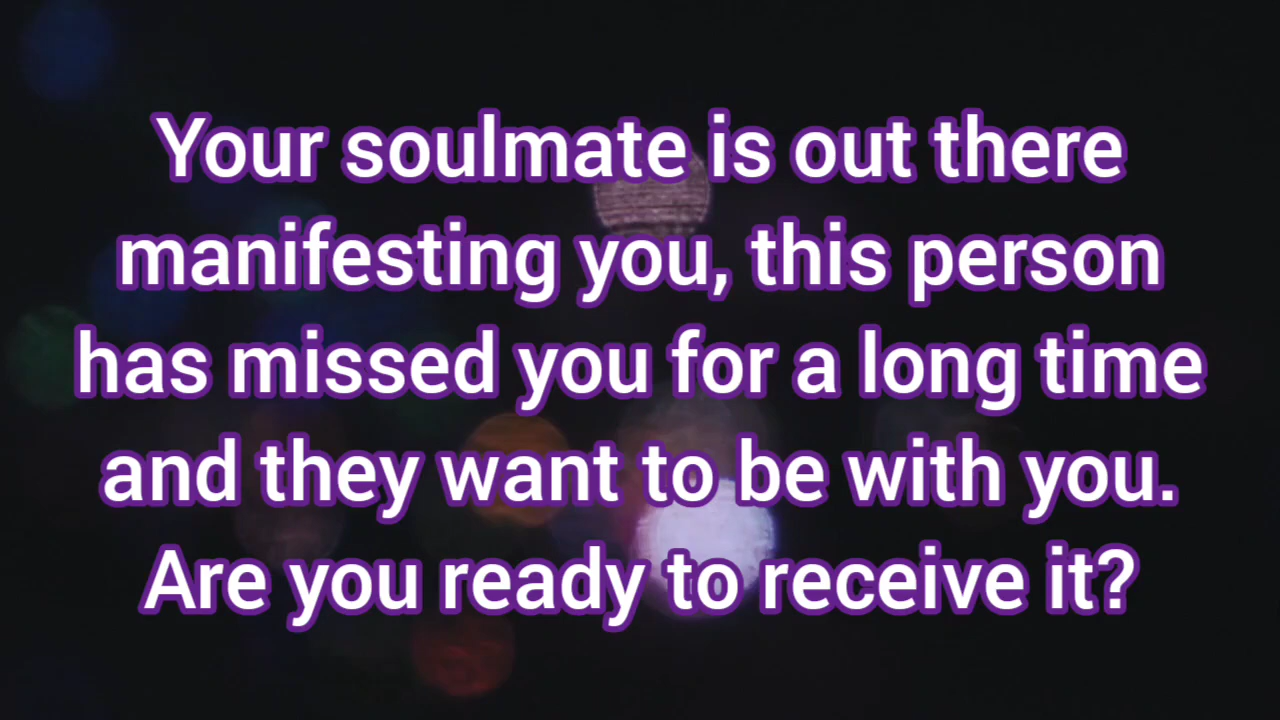 Your soulmate is out there
manifesting you, this person
has missed you for a long time
and they want to be with you.
Are you ready to receive it?